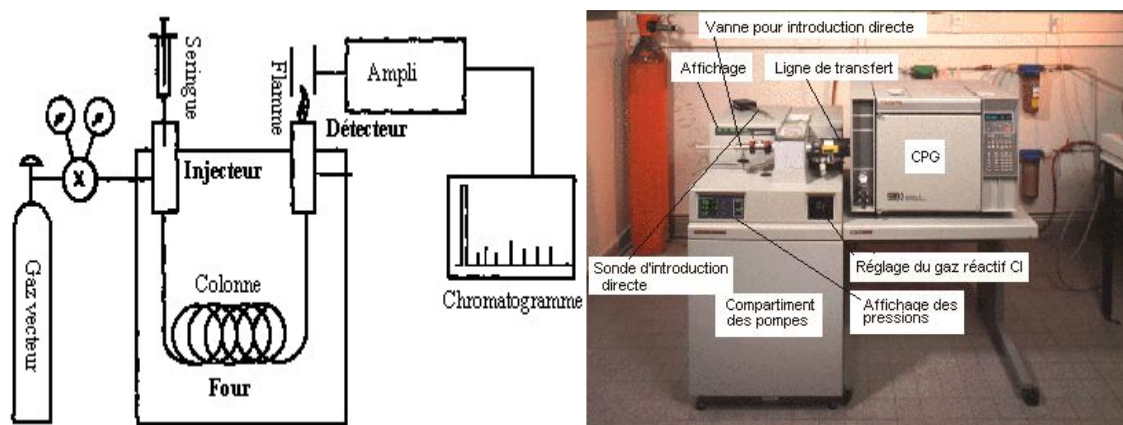 Seringue
Flamme
Ampli
Détecteur
Injecteur
Gaz vecteur
Colonne
Four
Chromatogramme
Vanne pour introduction directe
Affichage
Ligne de transfert
CPG
Sonde d'introduction
directe
Réglage du gaz réactif CI
Compartiment
des pompes
Affichage des
pressions